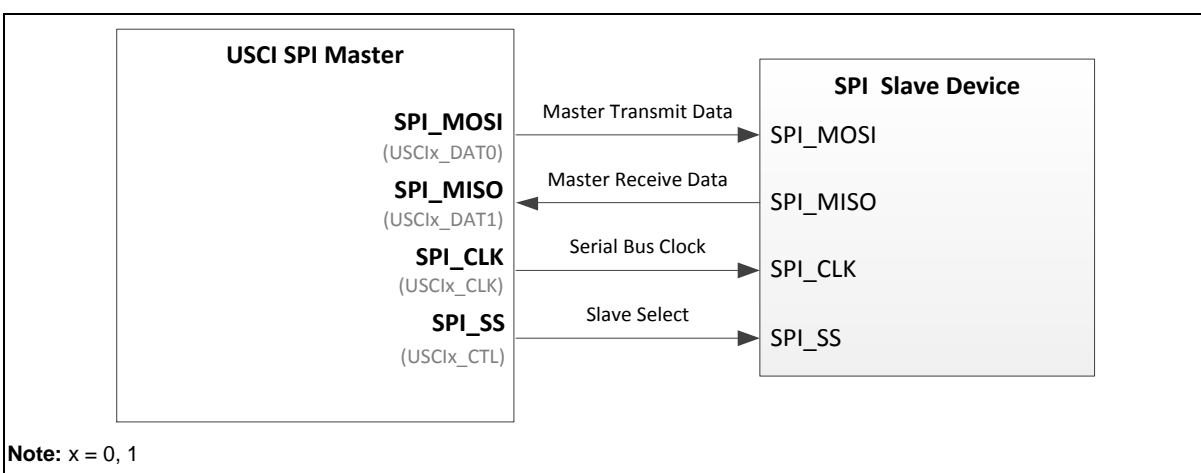 USCI SPI Master
SPI_MOSI
(USCIx_DAT0)
SPI_MISO
(USCIx_DAT1)
SPI_CLK
(USCIx_CLK)
SPI_SS
(USCIx_CTL)
Master Transmit Data
Master Receive Data
Serial Bus Clock
Slave Select
SPI Slave Device
SPI_MOSI
SPI_MISO
SPI_CLK
SPI_SS
Note: x = 0, 1